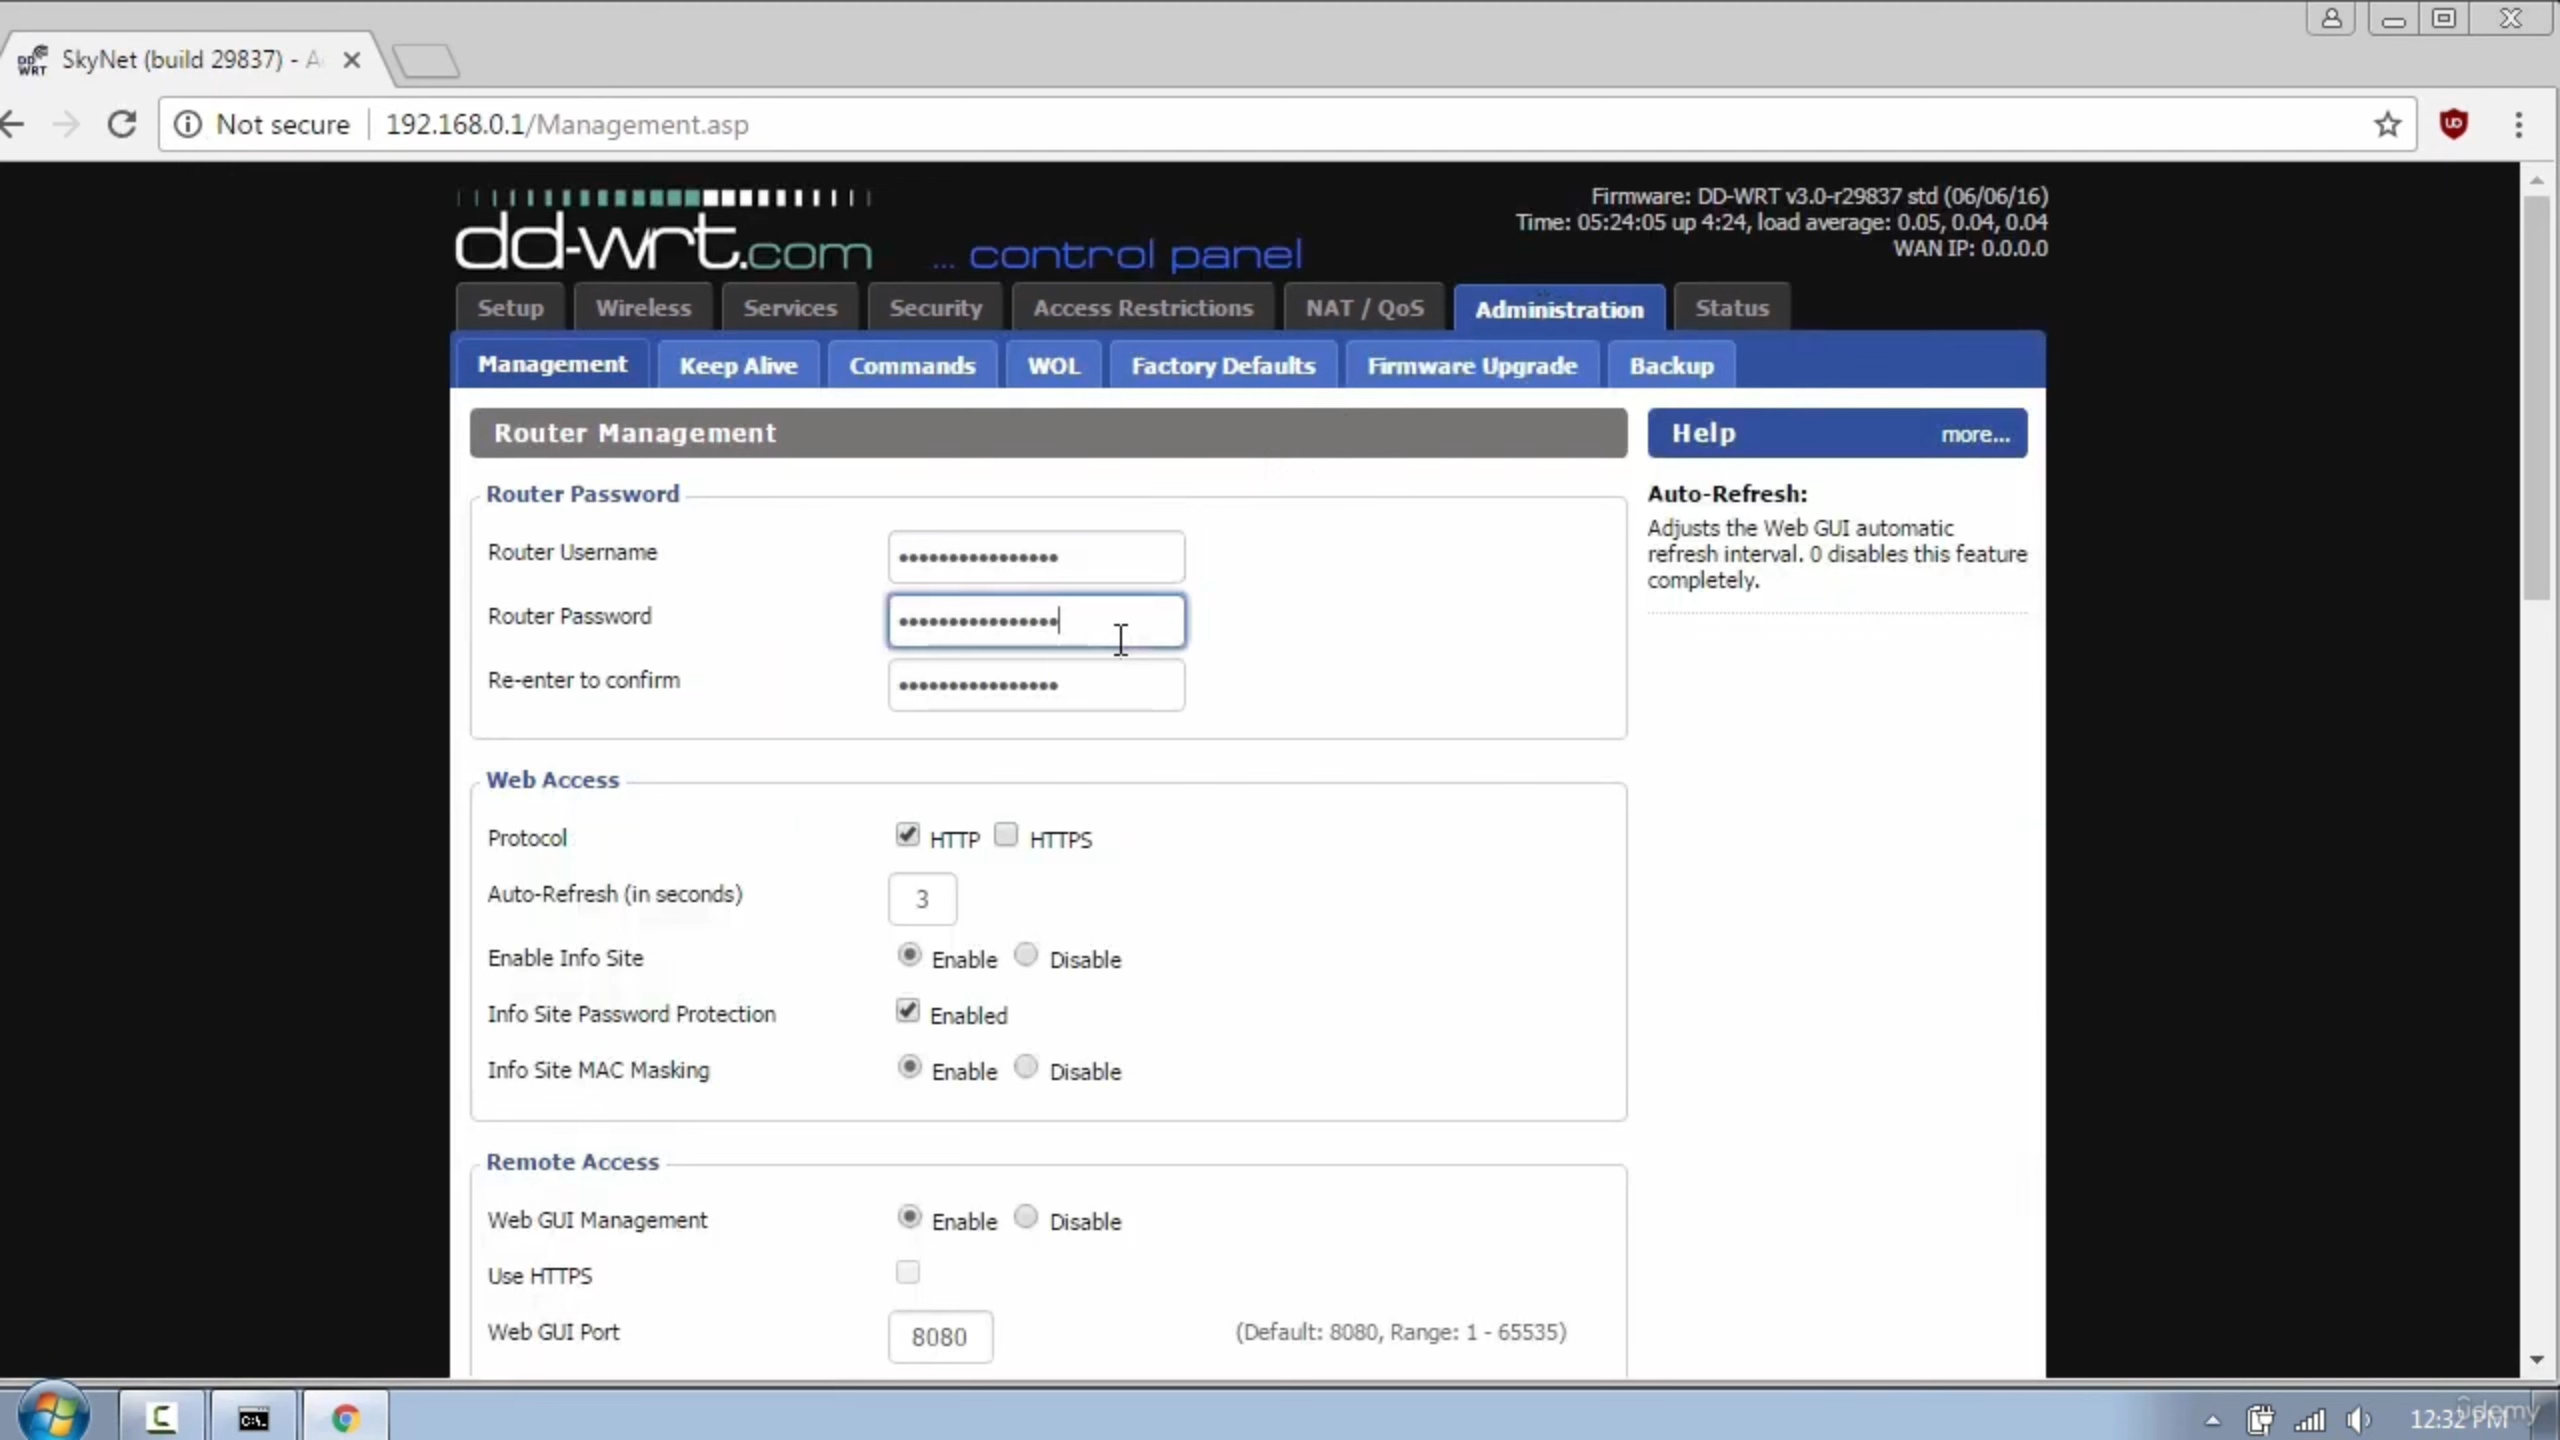 SkyNet (build 29837) - A
Not secure
192.168.0.1/Management.asp
dd-wrt.com ... control panel
Firmware: DD-WRT v3.0-r29837 std (06/06/16)
Time: 05:24:05 up 4:24, load average: 0.05, 0.04, 0.04
WAN IP: 0.0.0.0
Setup Wireless Services Security Access Restrictions NAT / QoS Administration Status
Management Keep Alive Commands WOL Factory Defaults Firmware Upgrade Backup
Router Management
Help more...
Router Password
Router Username
Router Password
Re-enter to confirm
Auto-Refresh:
Adjusts the Web GUI automatic
refresh interval. 0 disables this feature
completely.
Web Access
Protocol HTTP HTTPS
Auto-Refresh (in seconds) 3
Enable Info Site Enable Disable
Info Site Password Protection Enabled
Info Site MAC Masking Enable Disable
Remote Access
Web GUI Management Enable Disable
Use HTTPS
Web GUI Port 8080 (Default: 8080, Range: 1 - 65535)
12:32 PM
ûdemy